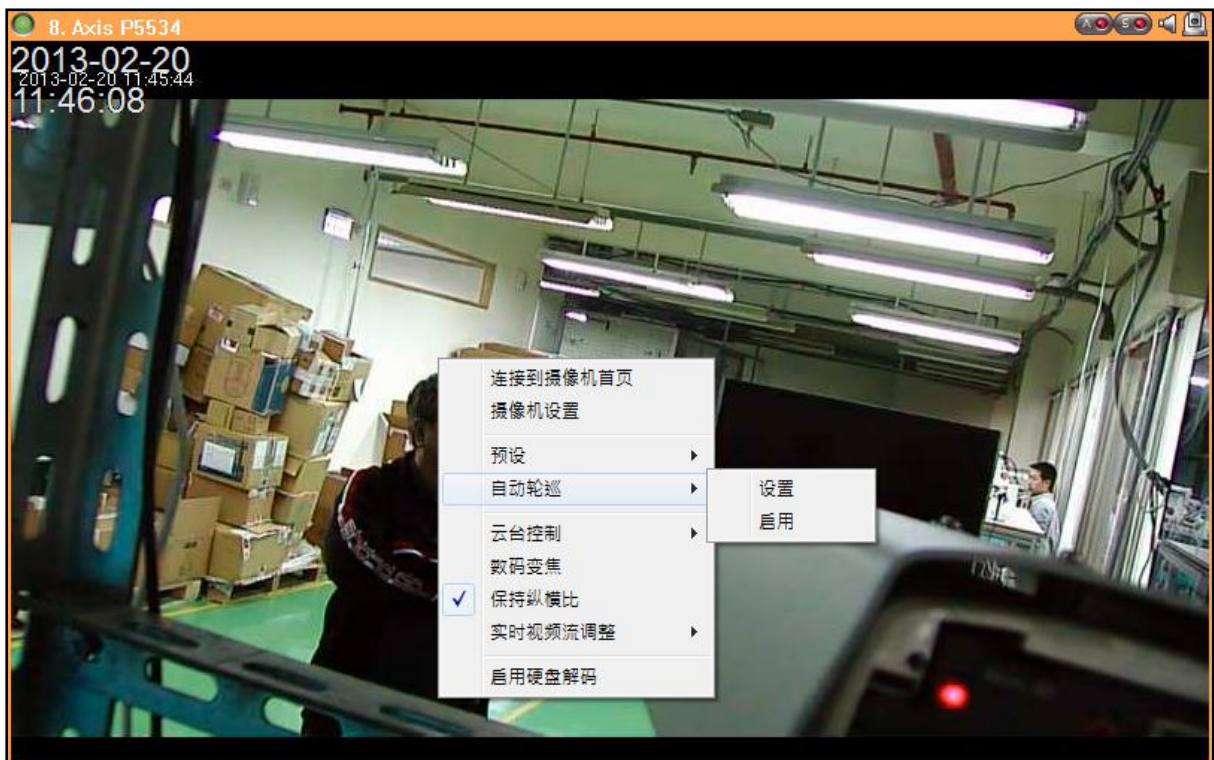 8. Axis P5534
A S
2013-02-20
2013-02-20 11:45:44
11:46:08
连接到摄像机首页
摄像机设置
预设
自动轮巡
设置
启用
云台控制
数码变焦
保持纵横比
实时视频流调整
启用硬盘解码